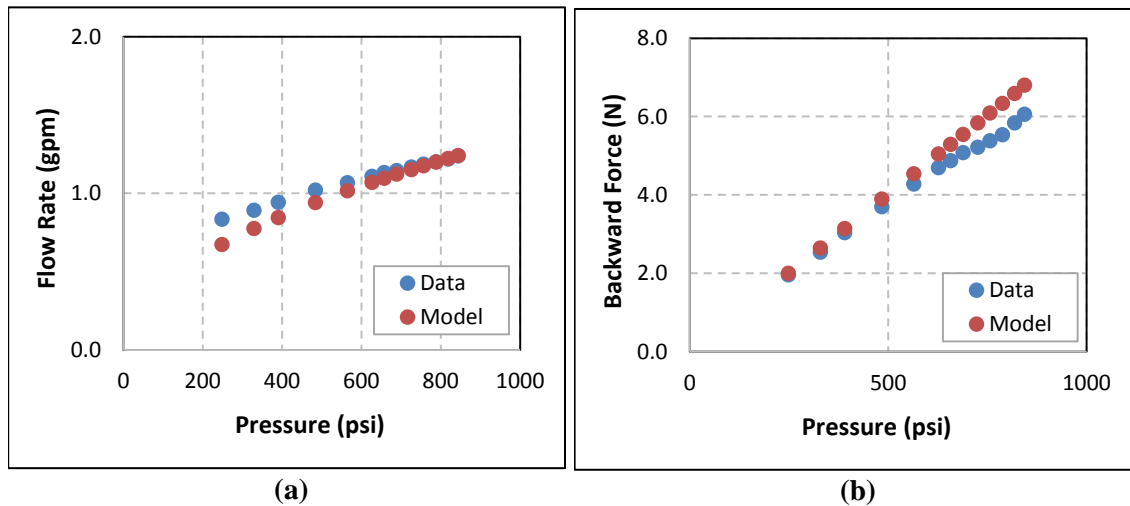 2.0
1.0
0.0
Flow Rate (gpm)
Data
Model
0 200 400 600 800 1000
Pressure (psi)
(a)
8.0
6.0
4.0
2.0
0.0
Backward Force (N)
Data
Model
0 500 1000
Pressure (psi)
(b)